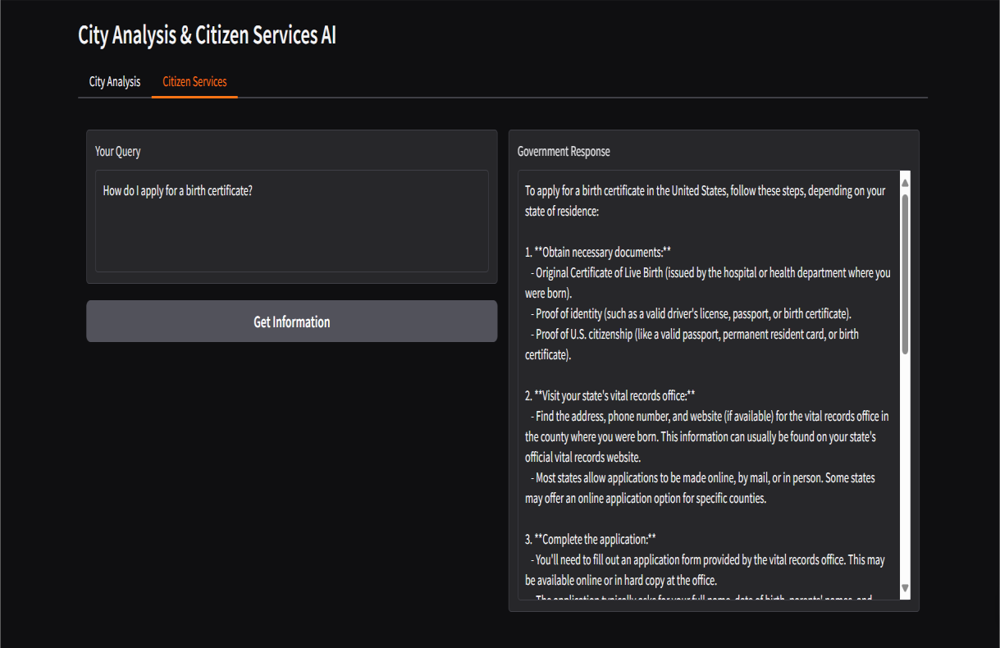 City Analysis & Citizen Services AI
City Analysis
Citizen Services
Your Query
How do I apply for a birth certificate?
Get Information
Government Response
To apply for a birth certificate in the United States, follow these steps, depending on your
state of residence:
1. **Obtain necessary documents:**
- Original Certificate of Live Birth (issued by the hospital or health department where you
were born).
- Proof of identity (such as a valid driver's license, passport, or birth certificate).
- Proof of U.S. citizenship (like a valid passport, permanent resident card, or birth
certificate).
2. **Visit your state's vital records office:**
- Find the address, phone number, and website (if available) for the vital records office in
the county where you were born. This information can usually be found on your state's
official vital records website.
- Most states allow applications to be made online, by mail, or in person. Some states
may offer an online application option for specific counties.
3. **Complete the application:**
- You'll need to fill out an application form provided by the vital records office. This may
be available online or in hard copy at the office.
- The application typically asks for your full name, date of birth, parents' names, and